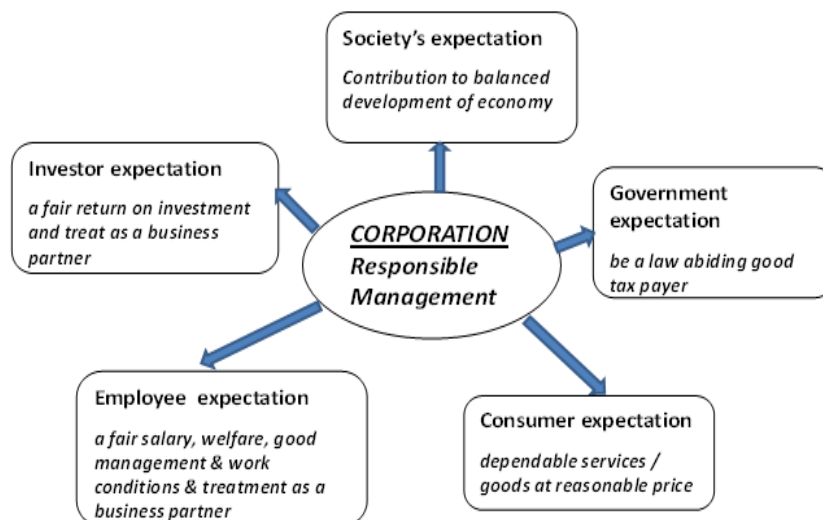 Society's expectation
Contribution to balanced
development of economy
Investor expectation
a fair return on investment
and treat as a business
partner
CORPORATION
Responsible
Management
Government
expectation
be a law abiding good
tax payer
Employee expectation
a fair salary, welfare, good
management & work
conditions & treatment as a
business partner
Consumer expectation
dependable services /
goods at reasonable price